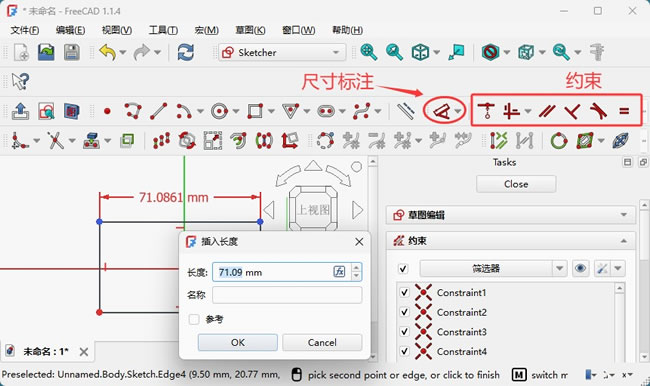 * 未命名 - FreeCAD 1.1.4
文件(F) 编辑(E) 视图(V) 工具(T) 宏(M) 草图(K) 窗口(W) 帮助(H)
Sketcher
尺寸标注 约束
Tasks
Close
71.0861 mm
上视图
草图编辑
插入长度
约束
长度: 71.09 mm
筛选器
名称
Constraint1
参考
Constraint2
OK Cancel
Constraint3
Constraint4
未命名 : 1*
Preselected: Unnamed.Body.Sketch.Edge4 (9.50 mm, 20.77 mm, pick second point or edge, or click to finish M switch m